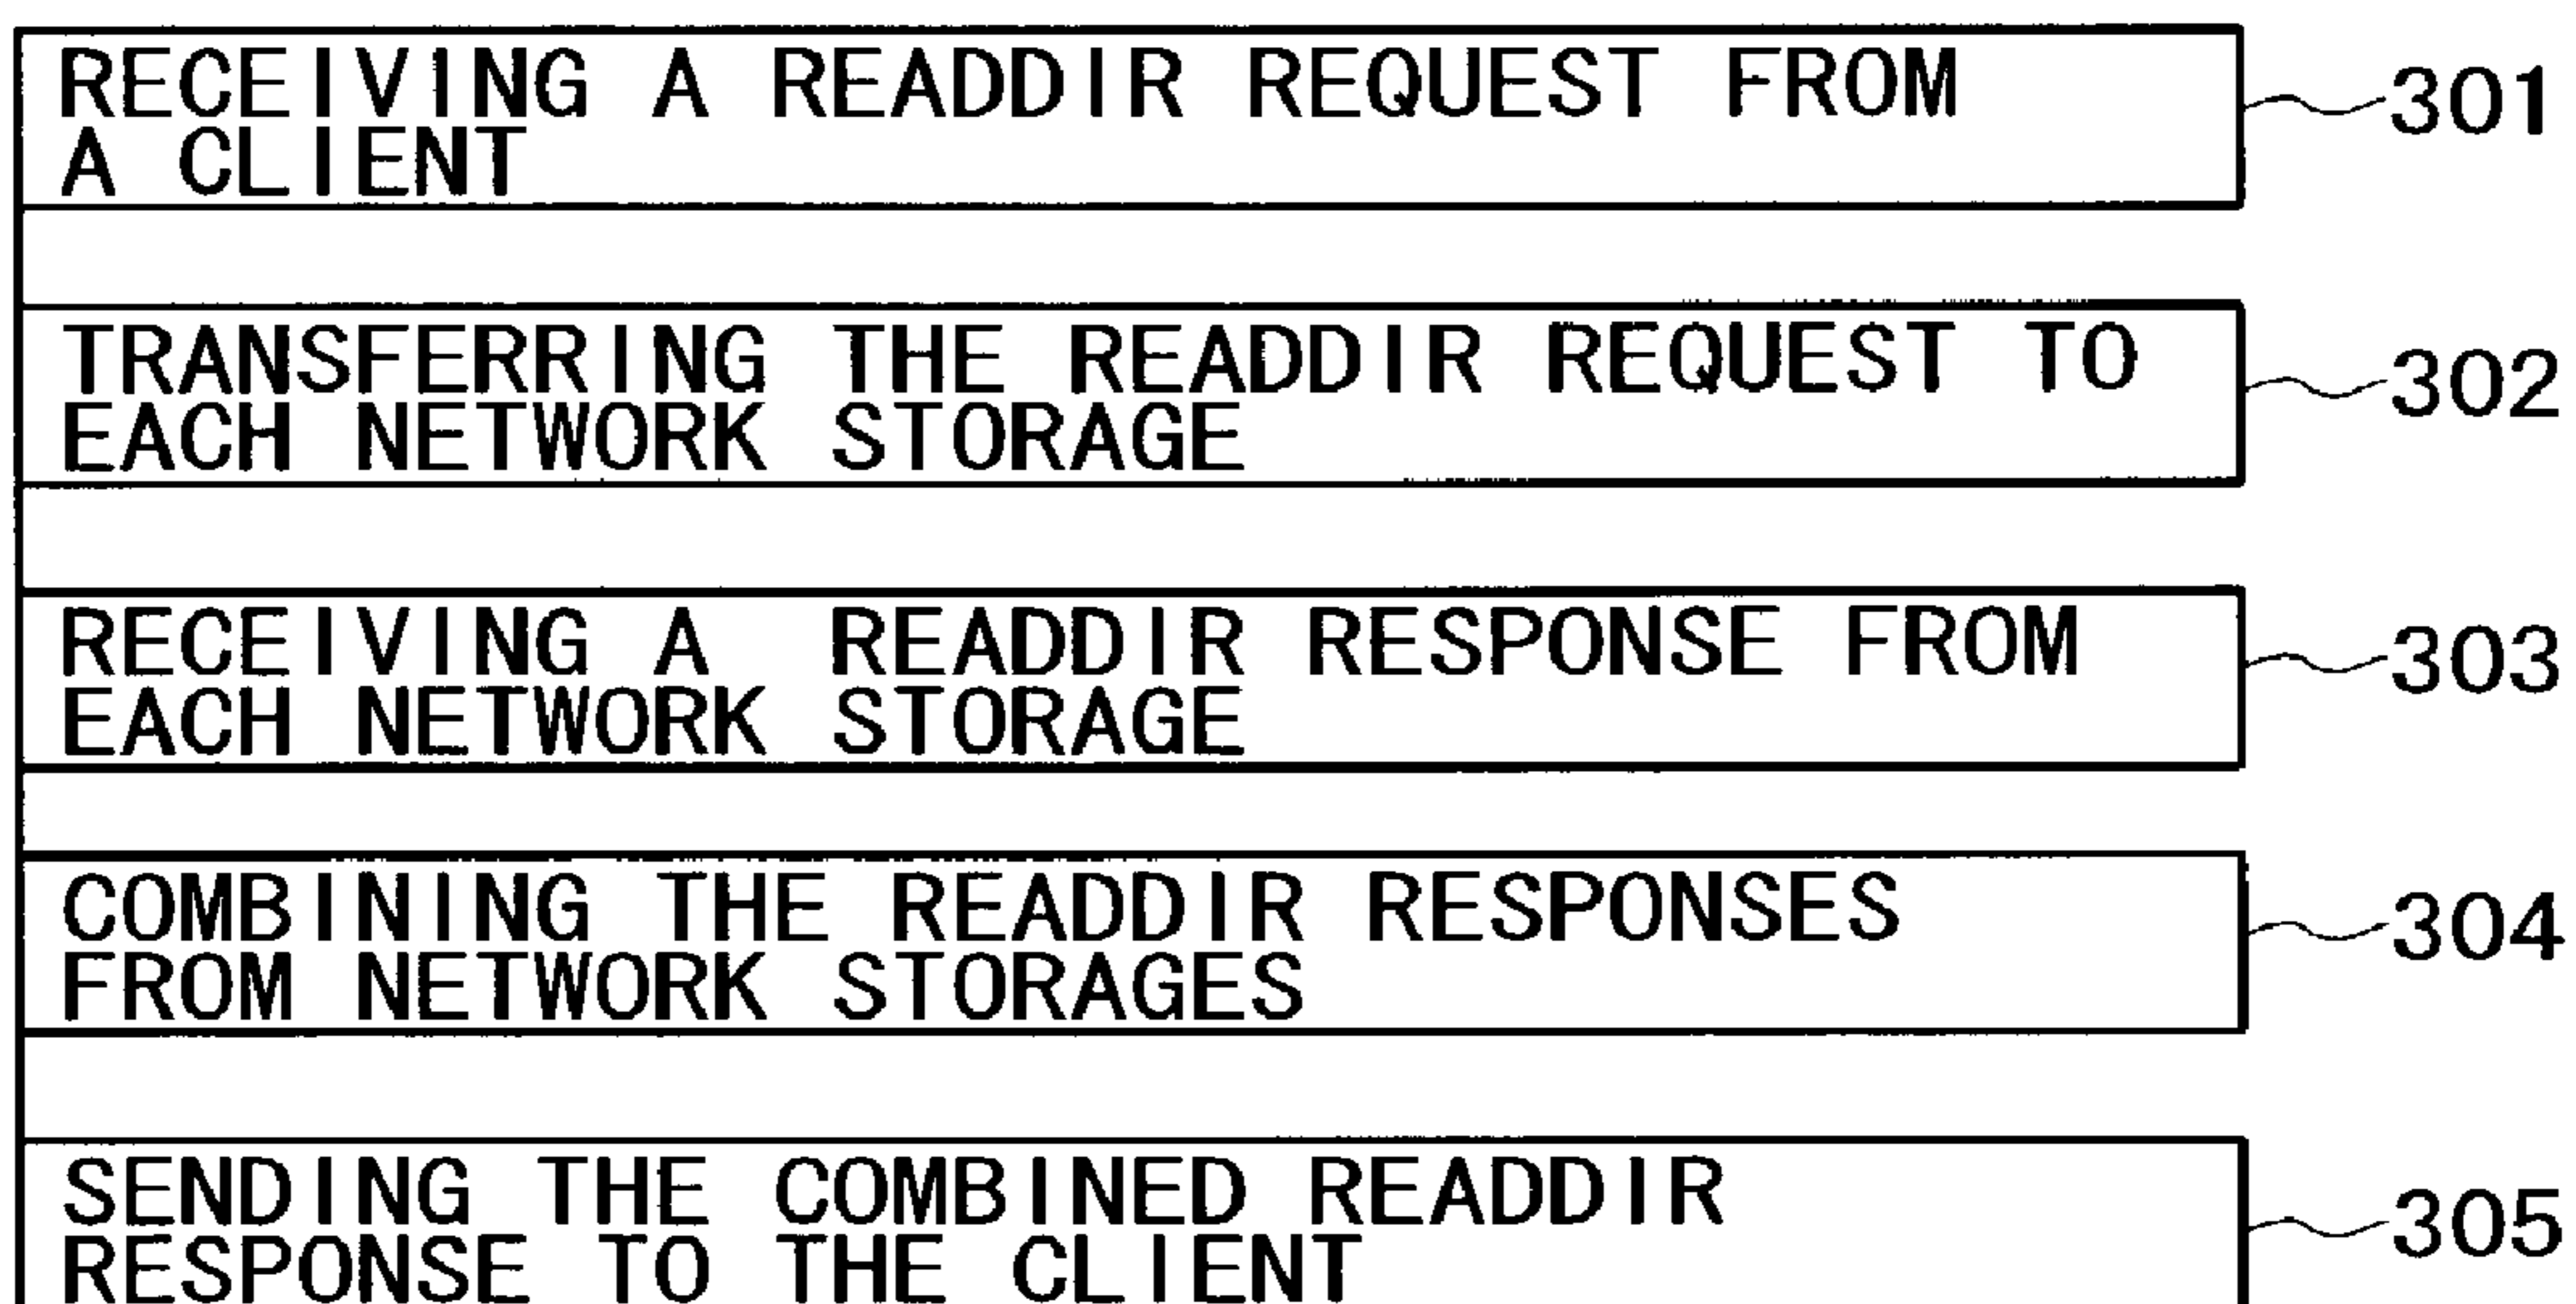 RECEIVING A READDIR REQUEST FROM
A CLIENT
301
TRANSFERRING THE READDIR REQUEST TO
EACH NETWORK STORAGE
302
RECEIVING A READDIR RESPONSE FROM
EACH NETWORK STORAGE
303
COMBINING THE READDIR RESPONSES
FROM NETWORK STORAGES
304
SENDING THE COMBINED READDIR
RESPONSE TO THE CLIENT
305